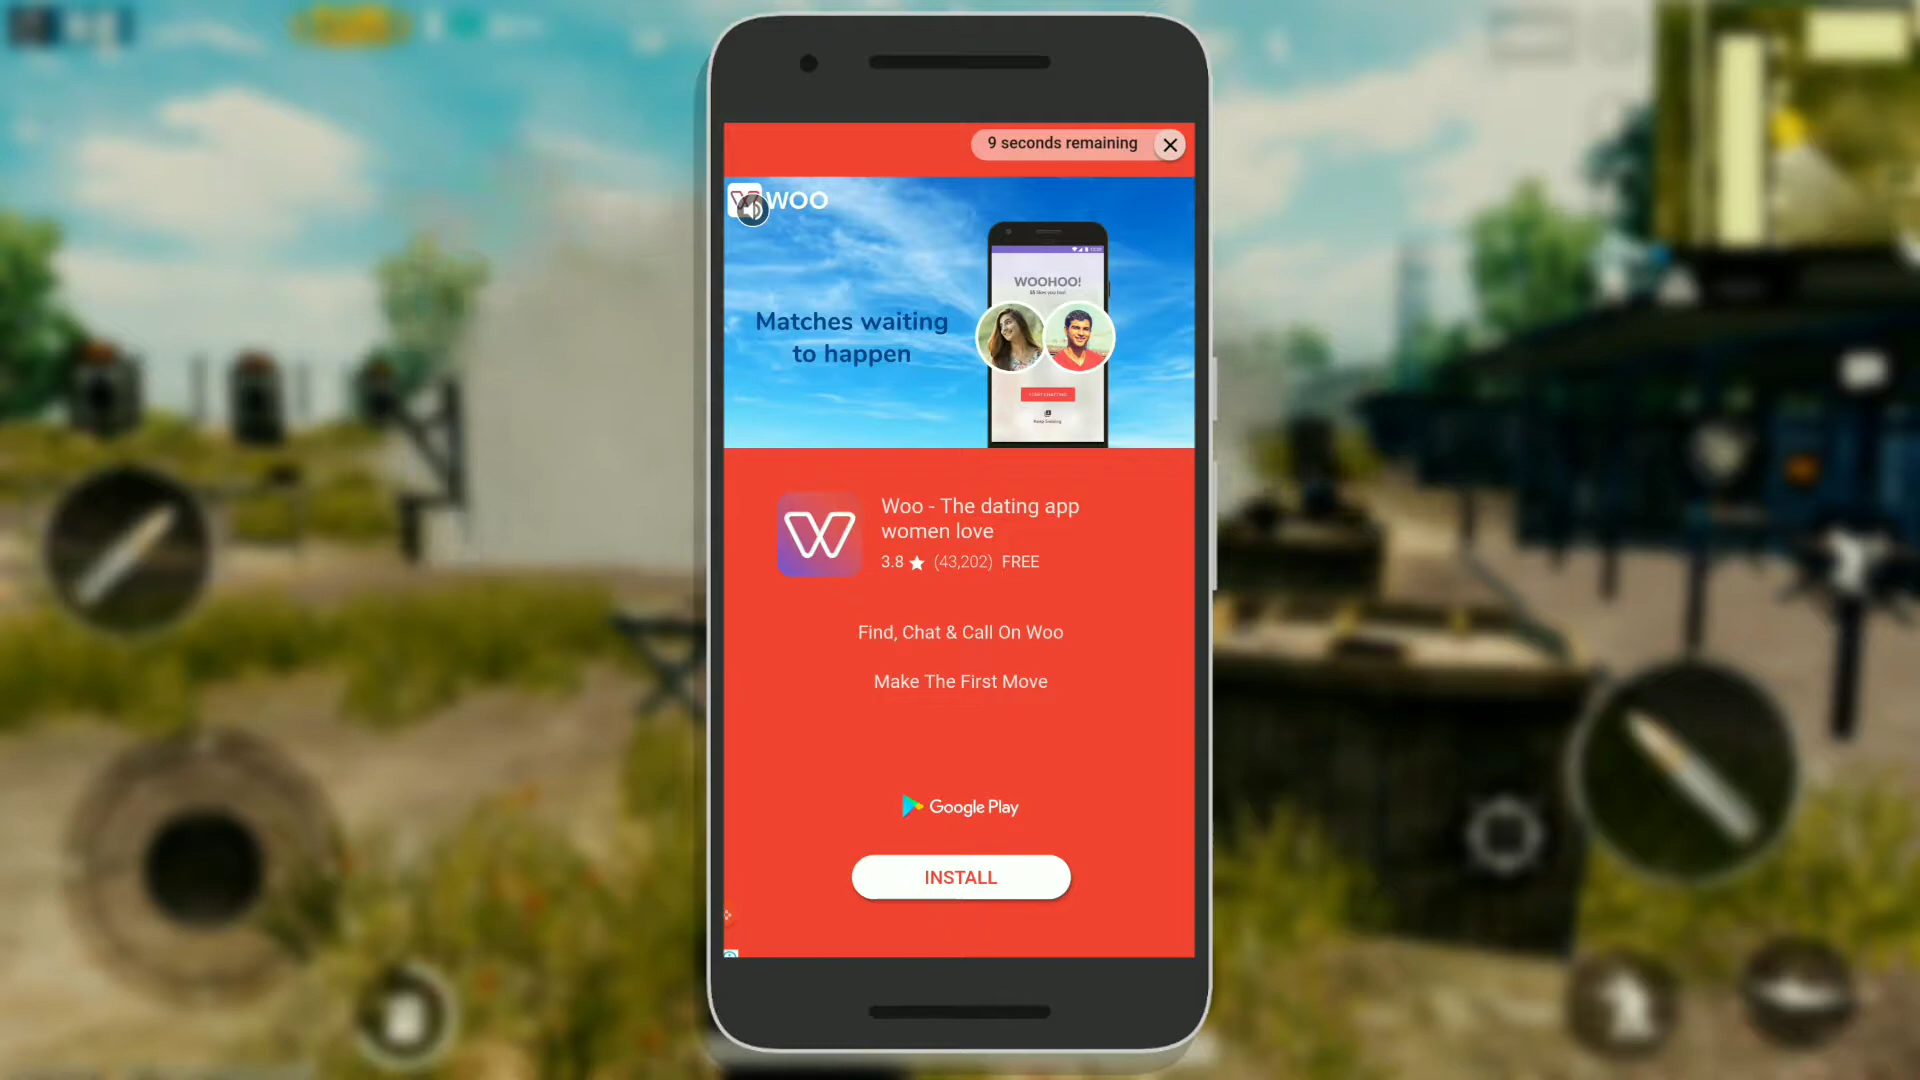 9 seconds remaining
WOO
WOOHOO!
Matches waiting
to happen
Woo - The dating app
women love
3.8 ★ (43,202) FREE
Find, Chat & Call On Woo
Make The First Move
Google Play
INSTALL